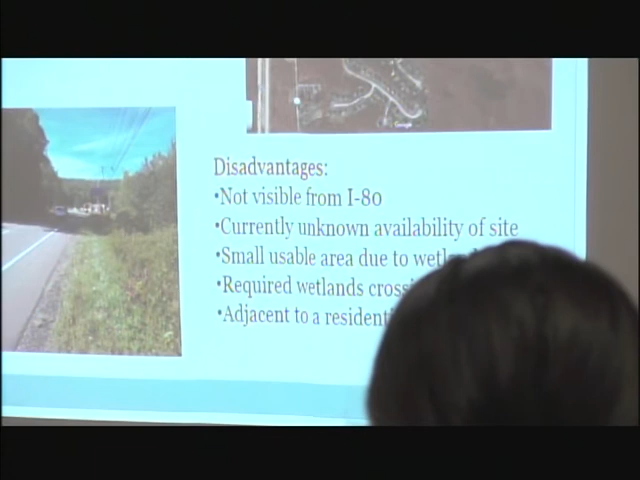 Disadvantages:
•Not visible from I-80
•Currently unknown availability of site
•Small usable area due to
•Required wetlands
•Adjacent to a